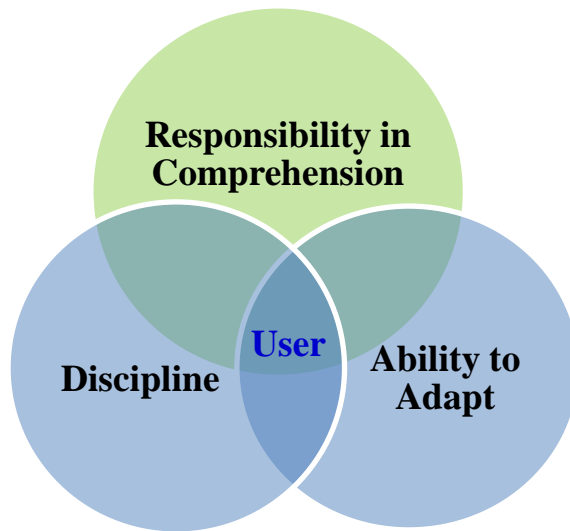 Responsibility in
Comprehension
User
Discipline
Ability to
Adapt